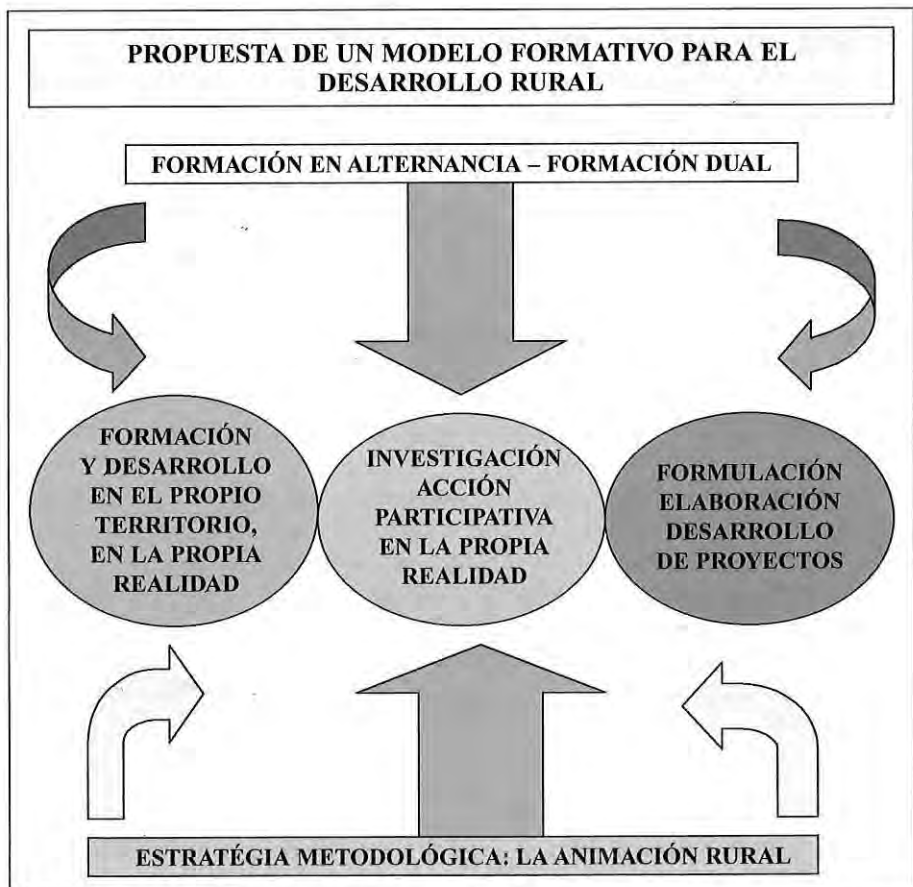 PROPUESTA DE UN MODELO FORMATIVO PARA EL
DESARROLLO RURAL
FORMACIÓN EN ALTERNANCIA – FORMACIÓN DUAL
FORMACIÓN
Y DESARROLLO
EN EL PROPIO
TERRITORIO,
EN LA PROPIA
REALIDAD
INVESTIGACIÓN
ACCIÓN
PARTICIPATIVA
EN LA PROPIA
REALIDAD
FORMULACIÓN
ELABORACIÓN
DESARROLLO
DE PROYECTOS
ESTRATÉGIA METODOLÓGICA: LA ANIMACIÓN RURAL